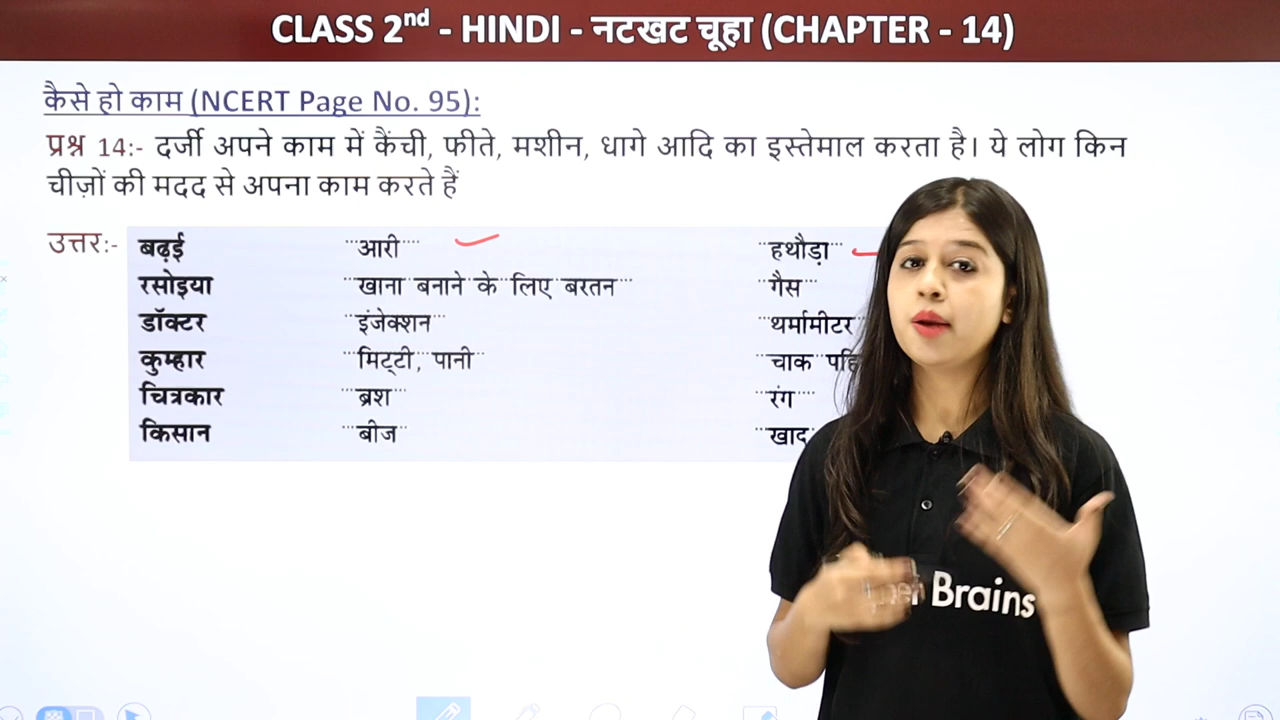 CLASS 2nd - HINDI - नटखट चूहा (CHAPTER - 14)
कैसे हो काम (NCERT Page No. 95):
प्रश्न 14:- दर्जी अपने काम में कैंची, फीते, मशीन, धागे आदि का इस्तेमाल करता है। ये लोग किन
चीज़ों की मदद से अपना काम करते हैं
उत्तर:- बढ़ई आरी हथौड़ा
रसोइया खाना बनाने के लिए बरतन गैस
डॉक्टर इंजेक्शन थर्मामीटर
कुम्हार मिट्टी, पानी चाक
चित्रकार ब्रश रंग
किसान बीज खाद
Brains